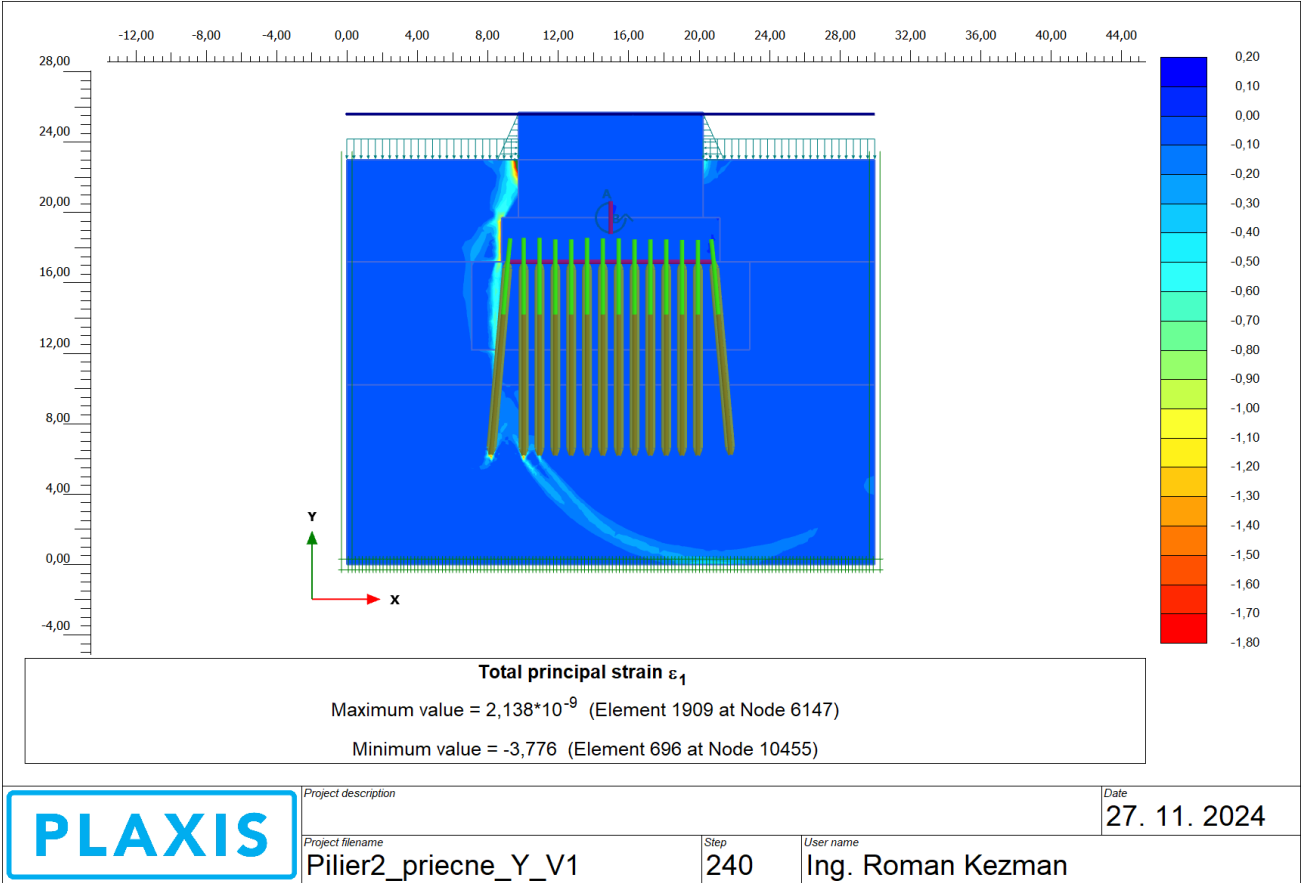 -12,00 -8,00 -4,00 0,00 4,00 8,00 12,00 16,00 20,00 24,00 28,00 32,00 36,00 40,00 44,00
28,00
24,00
20,00
16,00
12,00
8,00
4,00
0,00
-4,00
A
Y
X
0,20
0,10
0,00
-0,10
-0,20
-0,30
-0,40
-0,50
-0,60
-0,70
-0,80
-0,90
-1,00
-1,10
-1,20
-1,30
-1,40
-1,50
-1,60
-1,70
-1,80
Total principal strain ε₁
Maximum value = 2,138*10⁻⁹ (Element 1909 at Node 6147)
Minimum value = -3,776 (Element 696 at Node 10455)
PLAXIS
Project description
Date
27. 11. 2024
Project filename
Pilier2_priecne_Y_V1
Step
240
User name
Ing. Roman Kezman